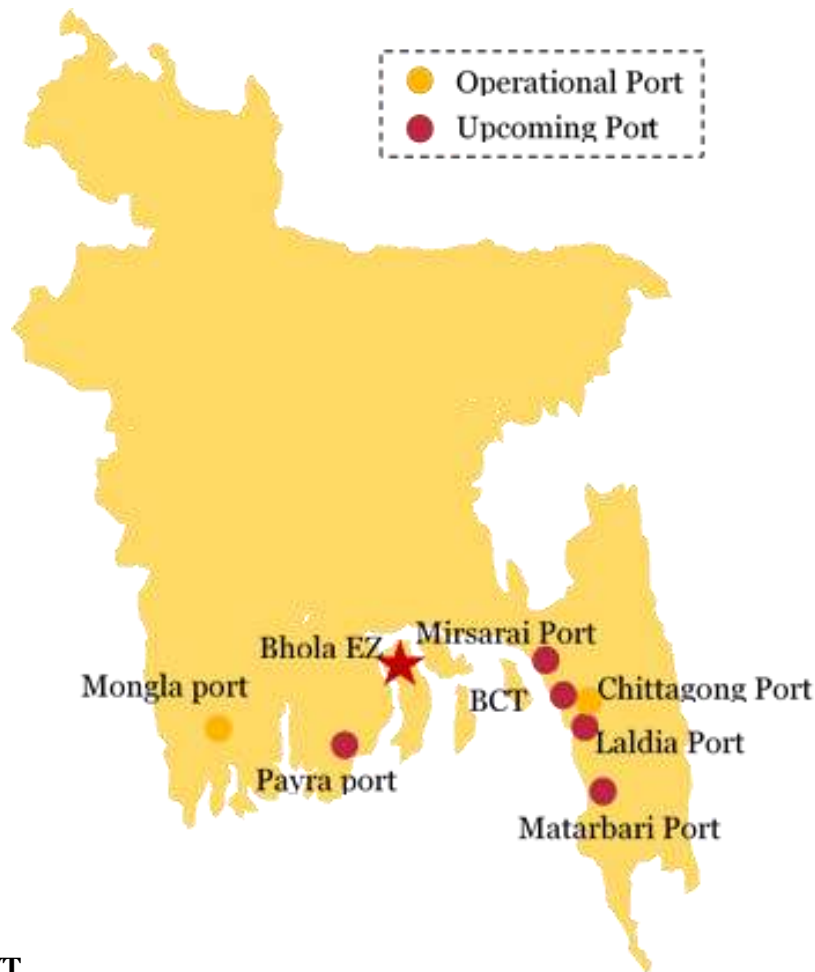 Operational Port
Upcoming Port
Mirsarai Port
Bhola EZ
Mongla port
Chittagong Port
BCT
Laldia Port
Payra port
Matarbari Port